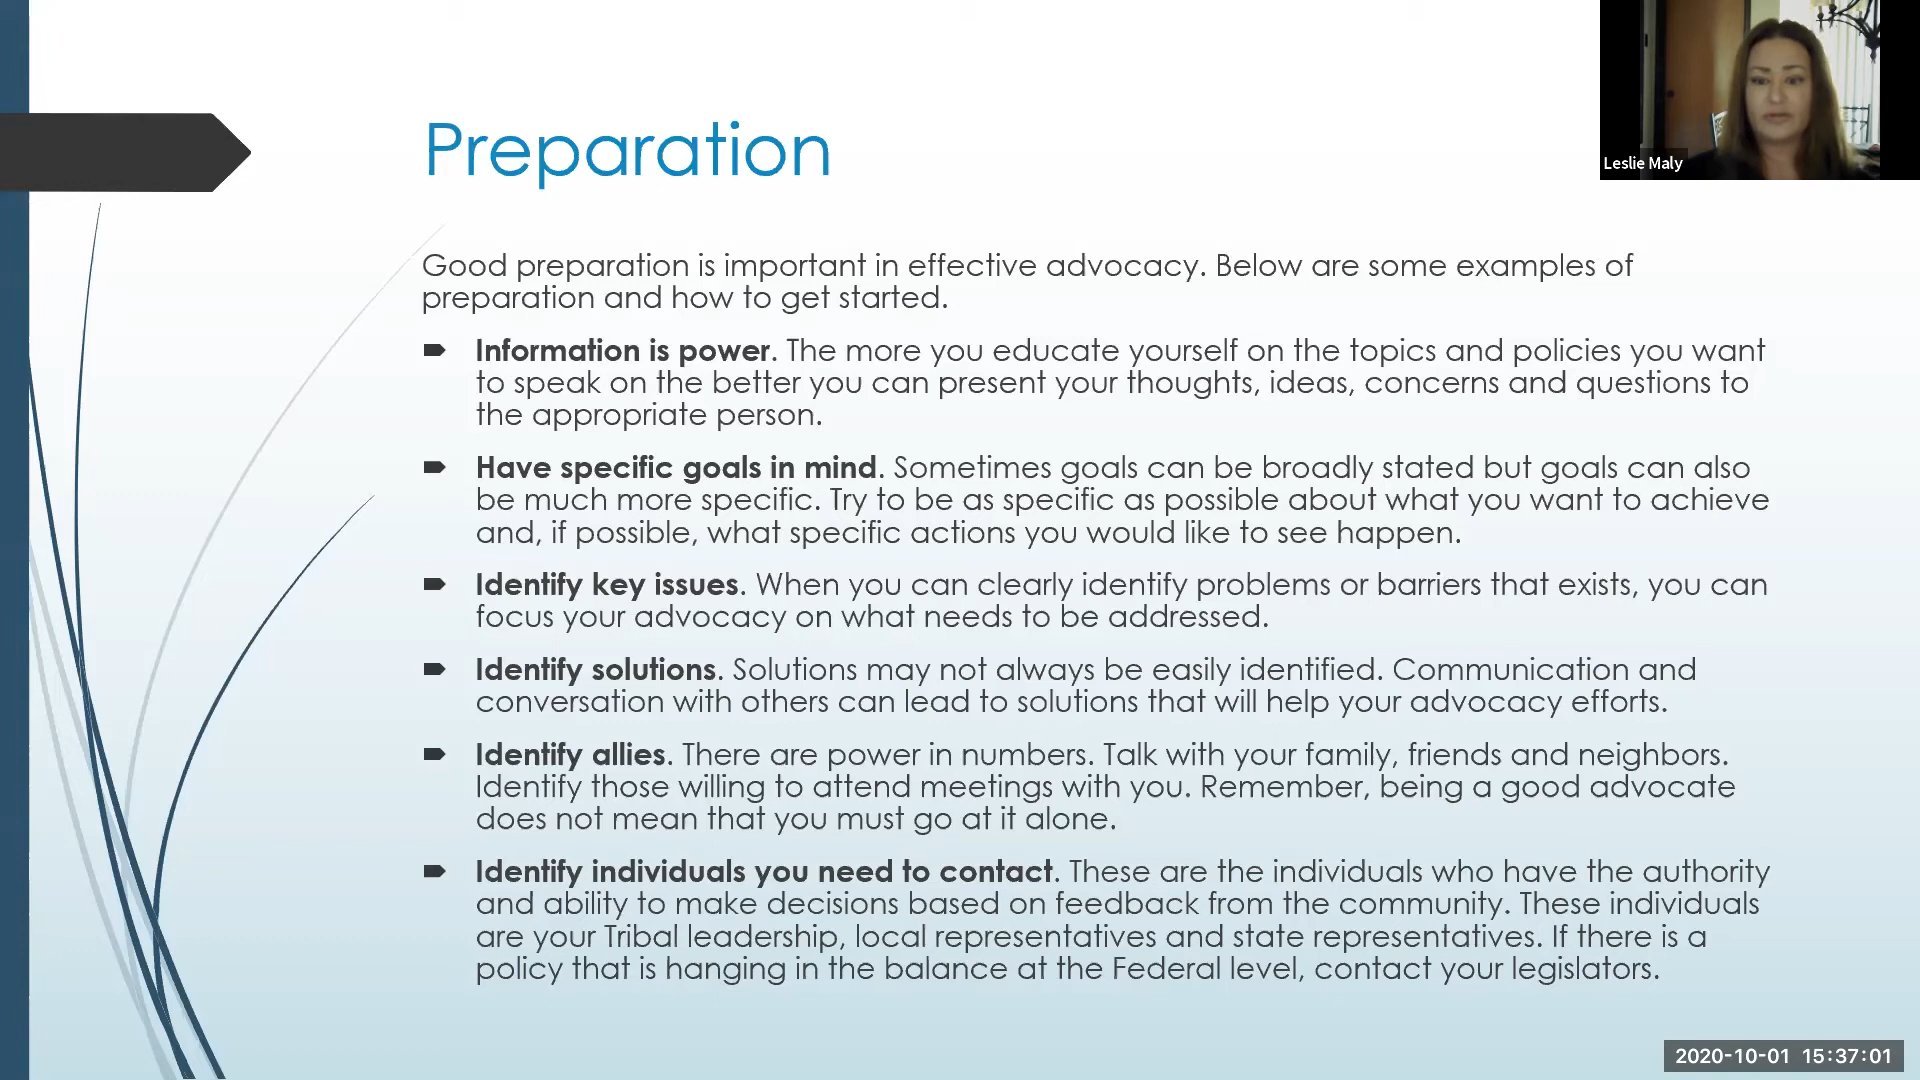 Preparation
Leslie Maly
Good preparation is important in effective advocacy. Below are some examples of
preparation and how to get started.
Information is power. The more you educate yourself on the topics and policies you want
to speak on the better you can present your thoughts, ideas, concerns and questions to
the appropriate person.
Have specific goals in mind. Sometimes goals can be broadly stated but goals can also
be much more specific. Try to be as specific as possible about what you want to achieve
and, if possible, what specific actions you would like to see happen.
Identify key issues. When you can clearly identify problems or barriers that exists, you can
focus your advocacy on what needs to be addressed.
Identify solutions. Solutions may not always be easily identified. Communication and
conversation with others can lead to solutions that will help your advocacy efforts.
Identify allies. There are power in numbers. Talk with your family, friends and neighbors.
Identify those willing to attend meetings with you. Remember, being a good advocate
does not mean that you must go at it alone.
Identify individuals you need to contact. These are the individuals who have the authority
and ability to make decisions based on feedback from the community. These individuals
are your Tribal leadership, local representatives and state representatives. If there is a
policy that is hanging in the balance at the Federal level, contact your legislators.
2020-10-01 15:37:01